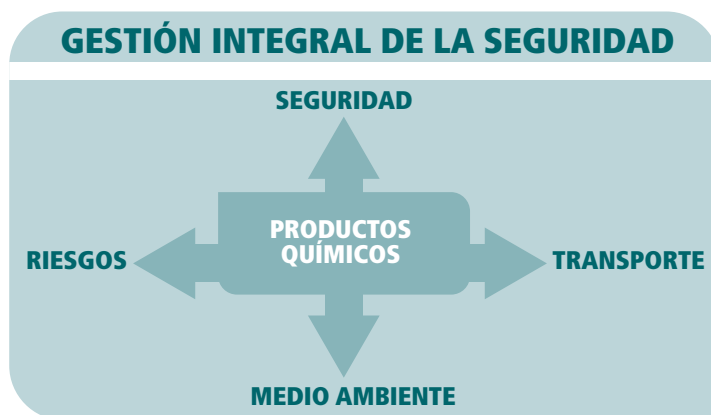 GESTIÓN INTEGRAL DE LA SEGURIDAD
SEGURIDAD
PRODUCTOS
QUÍMICOS
RIESGOS
TRANSPORTE
MEDIO AMBIENTE